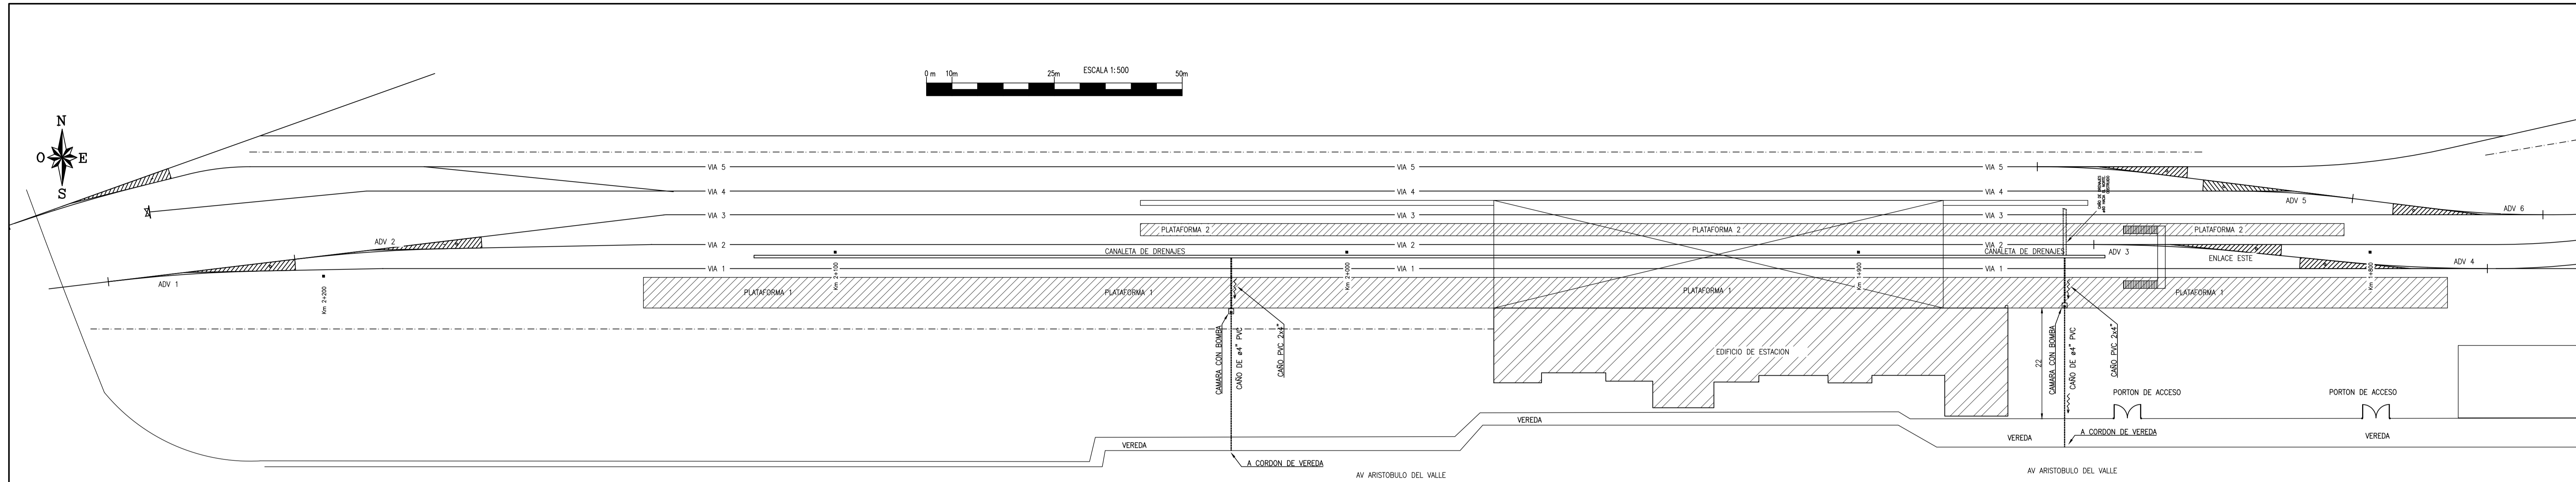 0 m 10m 25m ESCALA 1:500 50m
N
O E
S
VIA 5 VIA 5 VIA 5
VIA 4 VIA 4 VIA 4
CAÑO DE DRENAJES
OBSTRUIDO
ADV 5
ADV 6
VIA 3 VIA 3 VIA 3
PLATAFORMA 2 PLATAFORMA 2 PLATAFORMA 2
ADV 2
VIA 2 VIA 2 VIA 2
CANALETA DE DRENAJES CANALETA DE DRENAJES
ADV 3
ENLACE ESTE
ADV 4
VIA 1 VIA 1 VIA 1
ADV 1
Km 2+200
Km 2+100
Km 2+000
Km 1+900
Km 1+800
PLATAFORMA 1 PLATAFORMA 1 PLATAFORMA 1 PLATAFORMA 1
CAMARA CON BOMBA
CAÑO DE ø4" PVC
CAÑO PVC 2x4"
EDIFICIO DE ESTACION
22
CAMARA CON BOMBA
CAÑO DE ø4" PVC
CAÑO PVC 2x4"
PORTON DE ACCESO
PORTON DE ACCESO
VEREDA
VEREDA
VEREDA
VEREDA
A CORDON DE VEREDA
A CORDON DE VEREDA
AV ARISTOBULO DEL VALLE
AV ARISTOBULO DEL VALLE